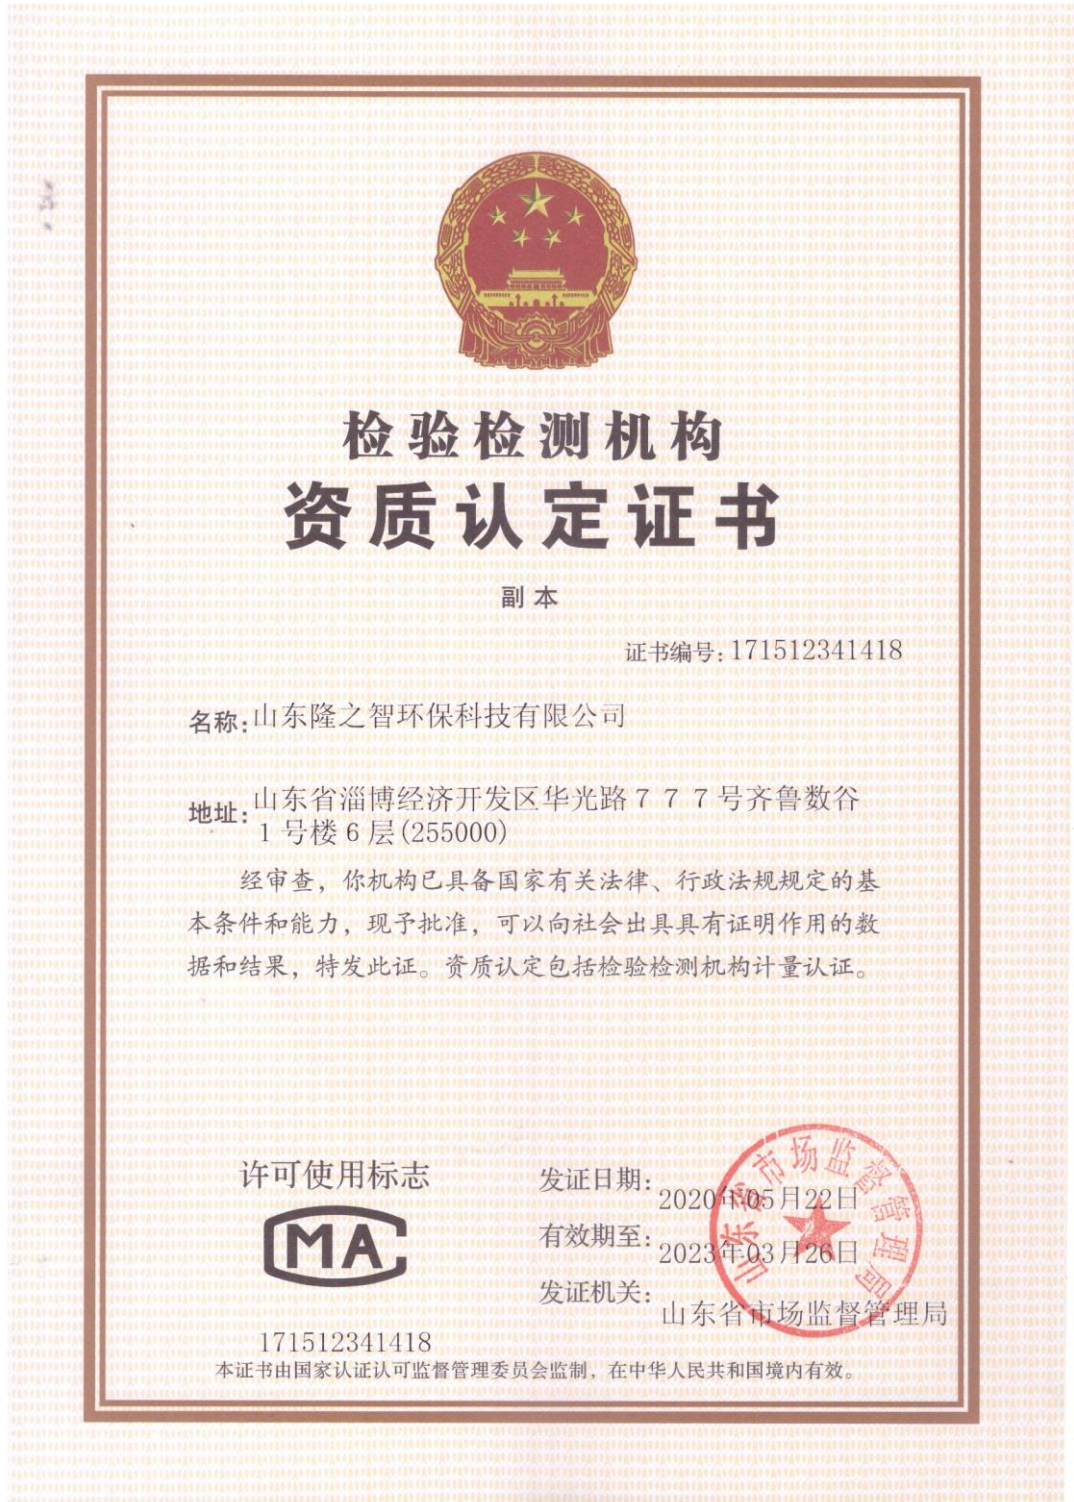 检验检测机构
资质认定证书
副本
证书编号:171512341418
名称:山东隆之智环保科技有限公司
地址:山东省淄博经济开发区华光路７７７号齐鲁数谷
１号楼６层(255000)
经审查，你机构已具备国家有关法律、行政法规规定的基
本条件和能力，现予批准，可以向社会出具具有证明作用的数
据和结果，特发此证。资质认定包括检验检测机构计量认证。
许可使用标志
MA
171512341418
发证日期:2020年05月22日
有效期至:2023年03月26日
发证机关:山东省市场监督管理局
山东省市场监督管理局
本证书由国家认证认可监督管理委员会监制，在中华人民共和国境内有效。